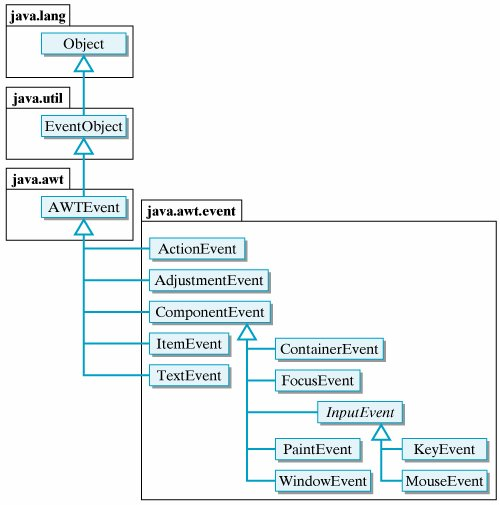 java.lang
Object
java.util
EventObject
java.awt
AWTEvent
java.awt.event
ActionEvent
AdjustmentEvent
ComponentEvent
ItemEvent
TextEvent
ContainerEvent
FocusEvent
InputEvent
PaintEvent
WindowEvent
KeyEvent
MouseEvent